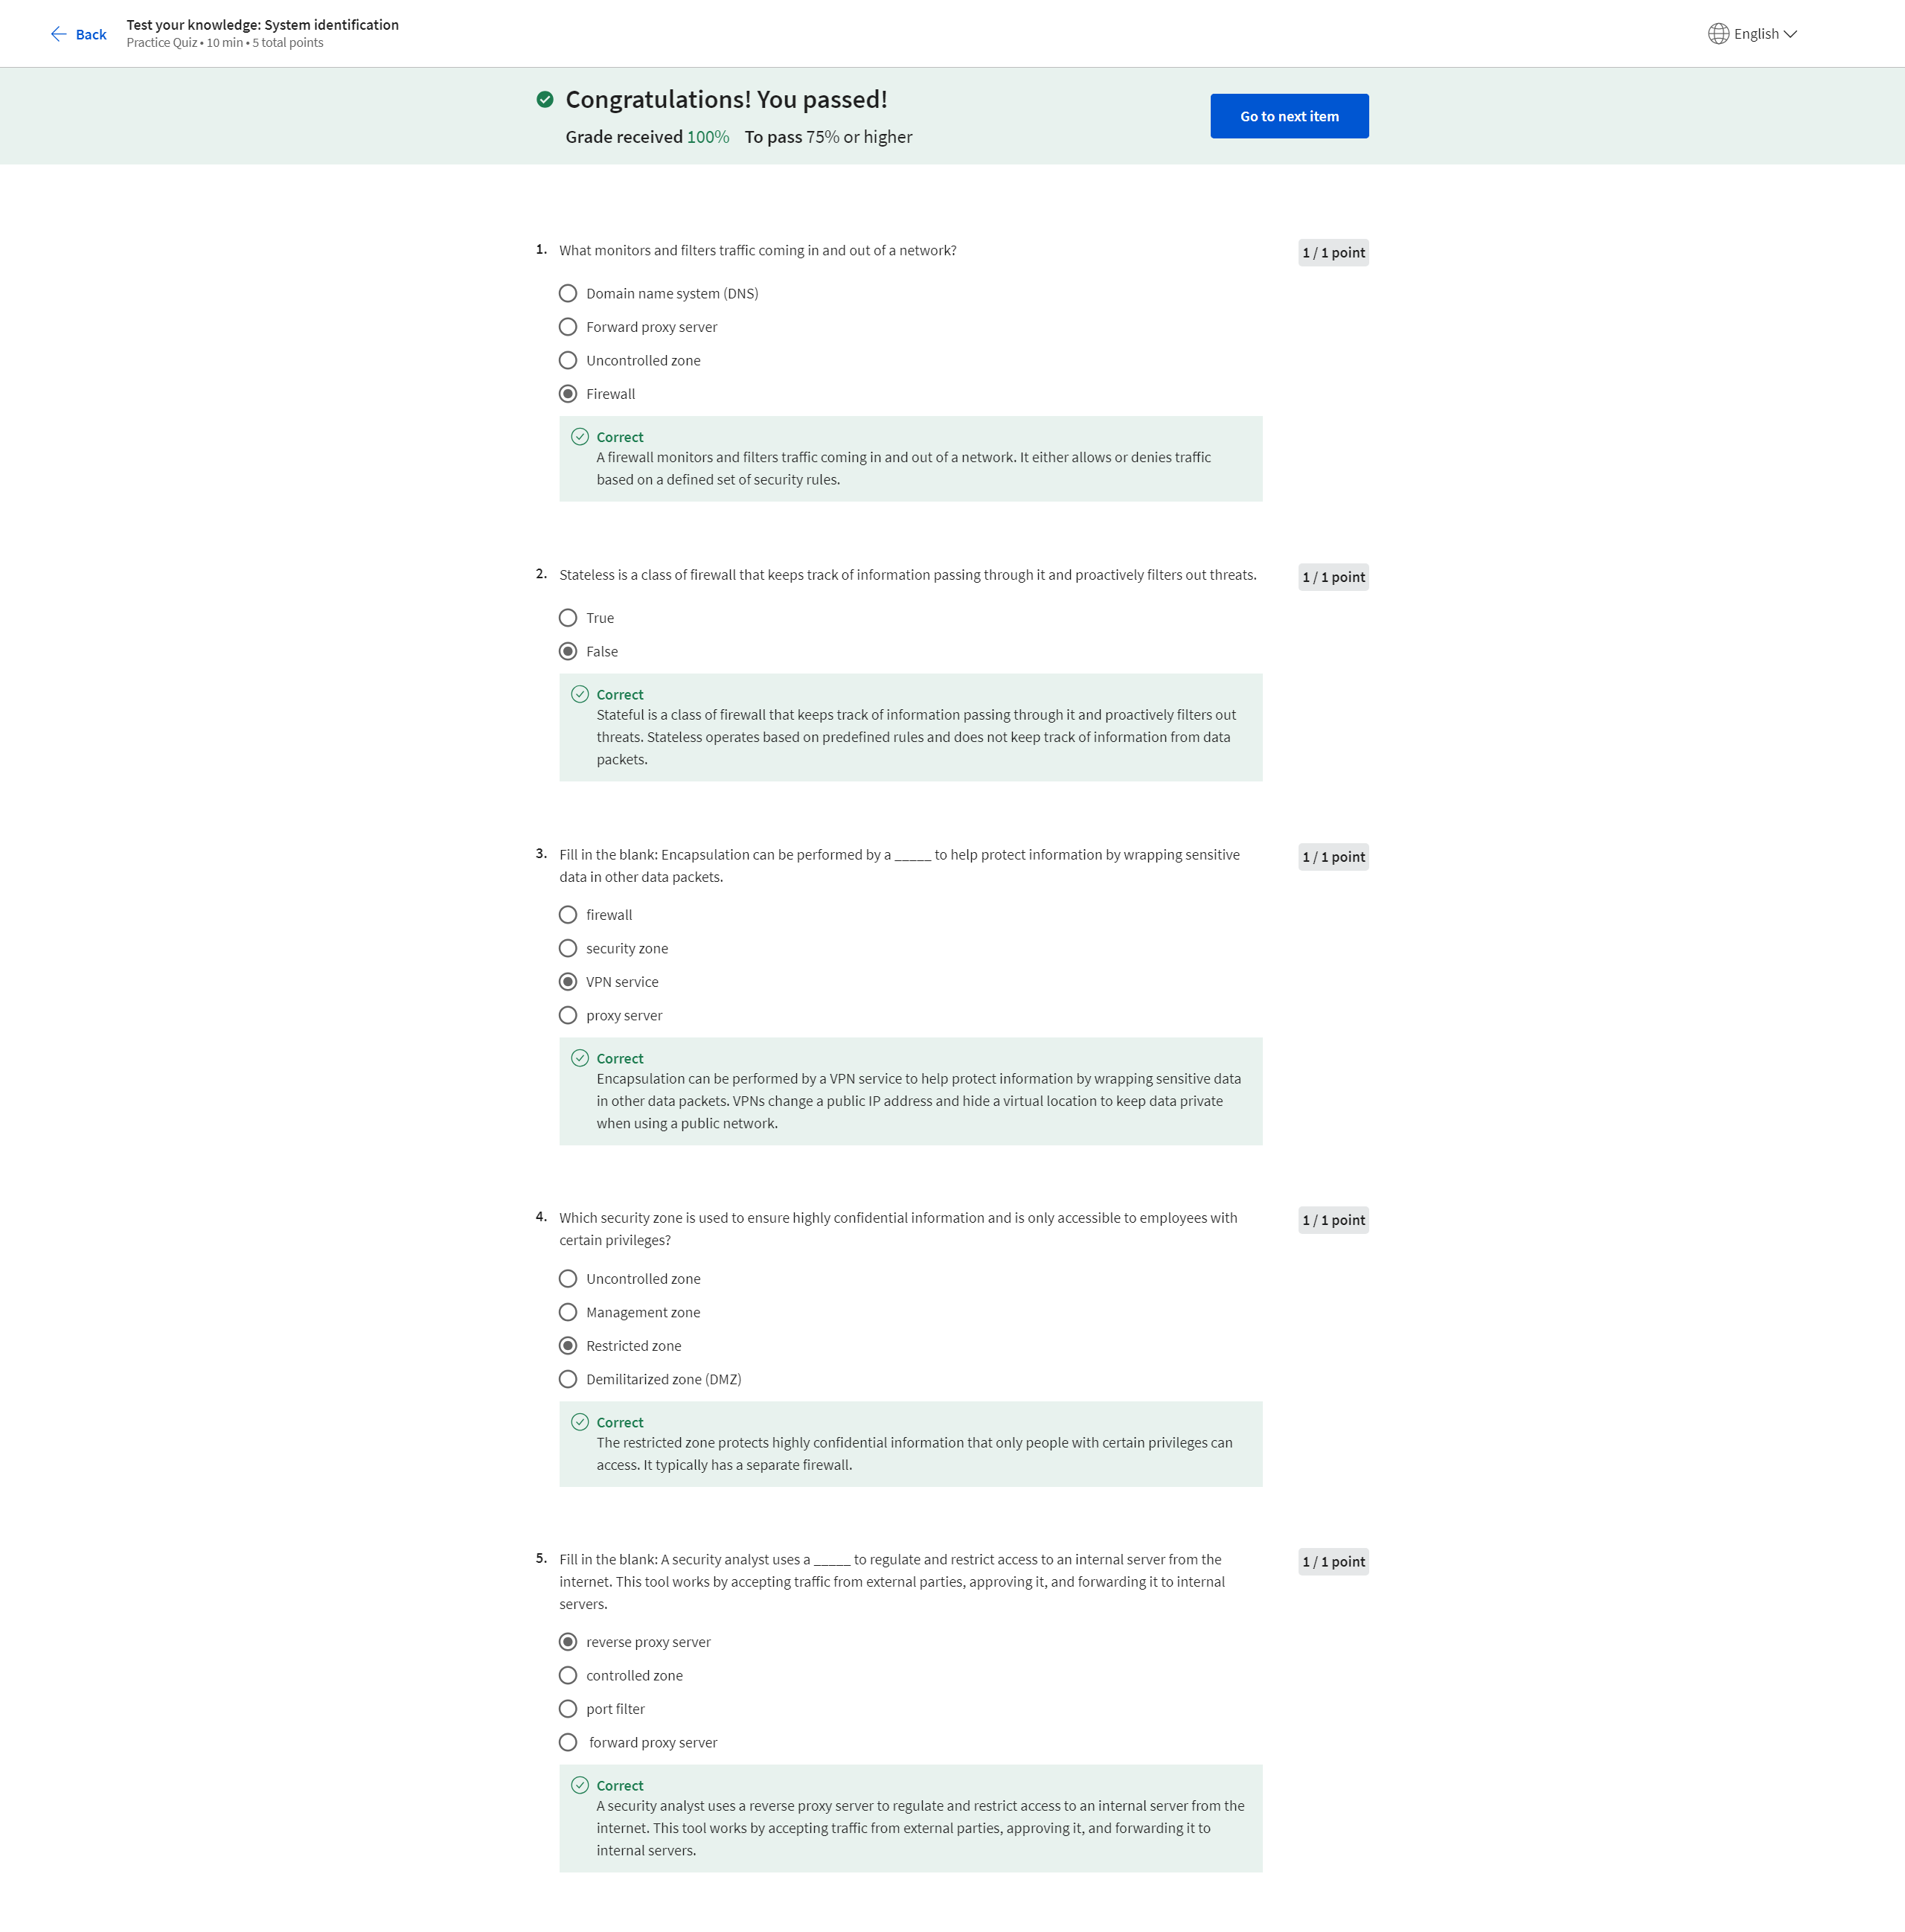 Back
Test your knowledge: System identification
Practice Quiz • 10 min • 5 total points
English
Congratulations! You passed!
Grade received 100% To pass 75% or higher
Go to next item
1. What monitors and filters traffic coming in and out of a network?
1 / 1 point
Domain name system (DNS)
Forward proxy server
Uncontrolled zone
Firewall
Correct
A firewall monitors and filters traffic coming in and out of a network. It either allows or denies traffic
based on a defined set of security rules.
2. Stateless is a class of firewall that keeps track of information passing through it and proactively filters out threats.
1 / 1 point
True
False
Correct
Stateful is a class of firewall that keeps track of information passing through it and proactively filters out
threats. Stateless operates based on predefined rules and does not keep track of information from data
packets.
3. Fill in the blank: Encapsulation can be performed by a _____ to help protect information by wrapping sensitive
data in other data packets.
1 / 1 point
firewall
security zone
VPN service
proxy server
Correct
Encapsulation can be performed by a VPN service to help protect information by wrapping sensitive data
in other data packets. VPNs change a public IP address and hide a virtual location to keep data private
when using a public network.
4. Which security zone is used to ensure highly confidential information and is only accessible to employees with
certain privileges?
1 / 1 point
Uncontrolled zone
Management zone
Restricted zone
Demilitarized zone (DMZ)
Correct
The restricted zone protects highly confidential information that only people with certain privileges can
access. It typically has a separate firewall.
5. Fill in the blank: A security analyst uses a _____ to regulate and restrict access to an internal server from the
internet. This tool works by accepting traffic from external parties, approving it, and forwarding it to internal
servers.
1 / 1 point
reverse proxy server
controlled zone
port filter
forward proxy server
Correct
A security analyst uses a reverse proxy server to regulate and restrict access to an internal server from the
internet. This tool works by accepting traffic from external parties, approving it, and forwarding it to
internal servers.